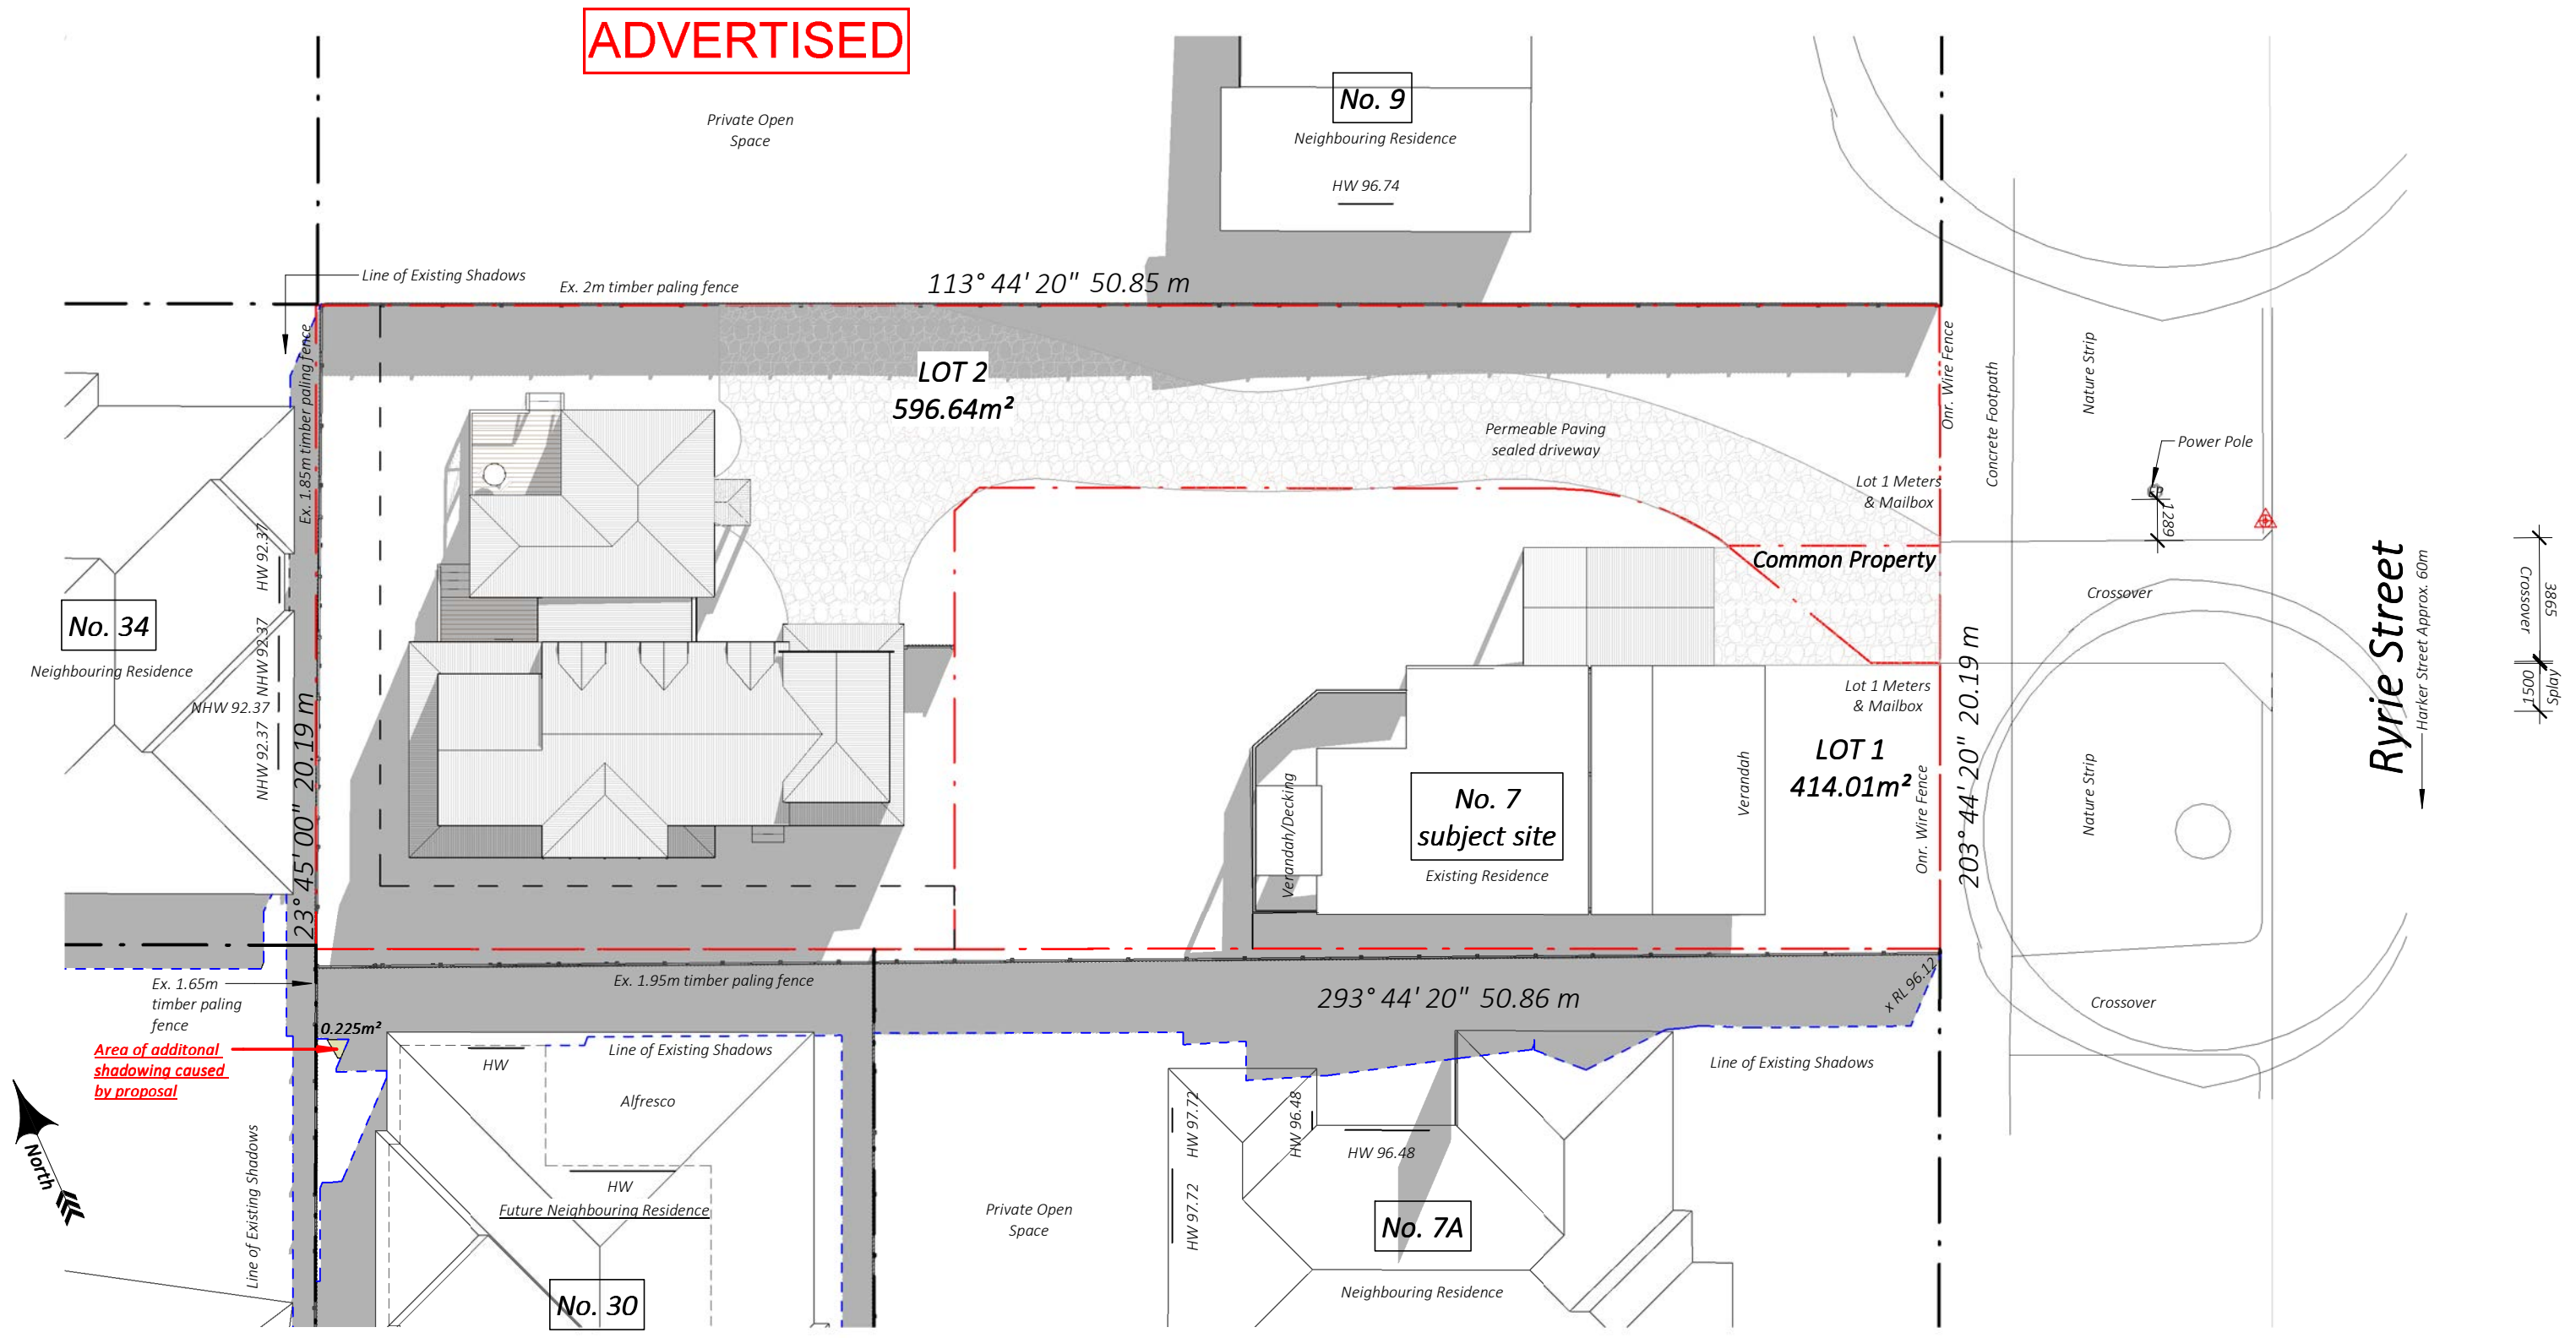 ADVERTISED
No. 9
Neighbouring Residence
HW 96.74
Private Open
Space
Line of Existing Shadows
Ex. 2m timber paling fence
113° 44' 20" 50.85 m
Ex. 1.85m timber paling fence
LOT 2
596.64m²
Permeable Paving
sealed driveway
Lot 1 Meters
& Mailbox
Onr. Wire Fence
Concrete Footpath
Nature Strip
Power Pole
1289
Common Property
Crossover
Ryrie Street
Harker Street Approx. 60m
3865
Crossover
1500
Splay
HW 92.37
No. 34
Neighbouring Residence
NHW 92.37
NHW 92.37
NHW 92.37
23° 45' 00" 20.19 m
Lot 1 Meters
& Mailbox
LOT 1
414.01m²
Verandah
Verandah/Decking
No. 7
subject site
Existing Residence
Onr. Wire Fence
203° 44' 20" 20.19 m
Nature Strip
Ex. 1.65m
timber paling
fence
Ex. 1.95m timber paling fence
293° 44' 20" 50.86 m
x RL 96.12
Crossover
0.225m²
Area of additonal
shadowing caused
by proposal
HW
Line of Existing Shadows
Alfresco
HW
Future Neighbouring Residence
No. 30
Line of Existing Shadows
North
Private Open
Space
HW 97.72
HW 97.72
HW 96.48
HW 96.48
No. 7A
Neighbouring Residence
Line of Existing Shadows